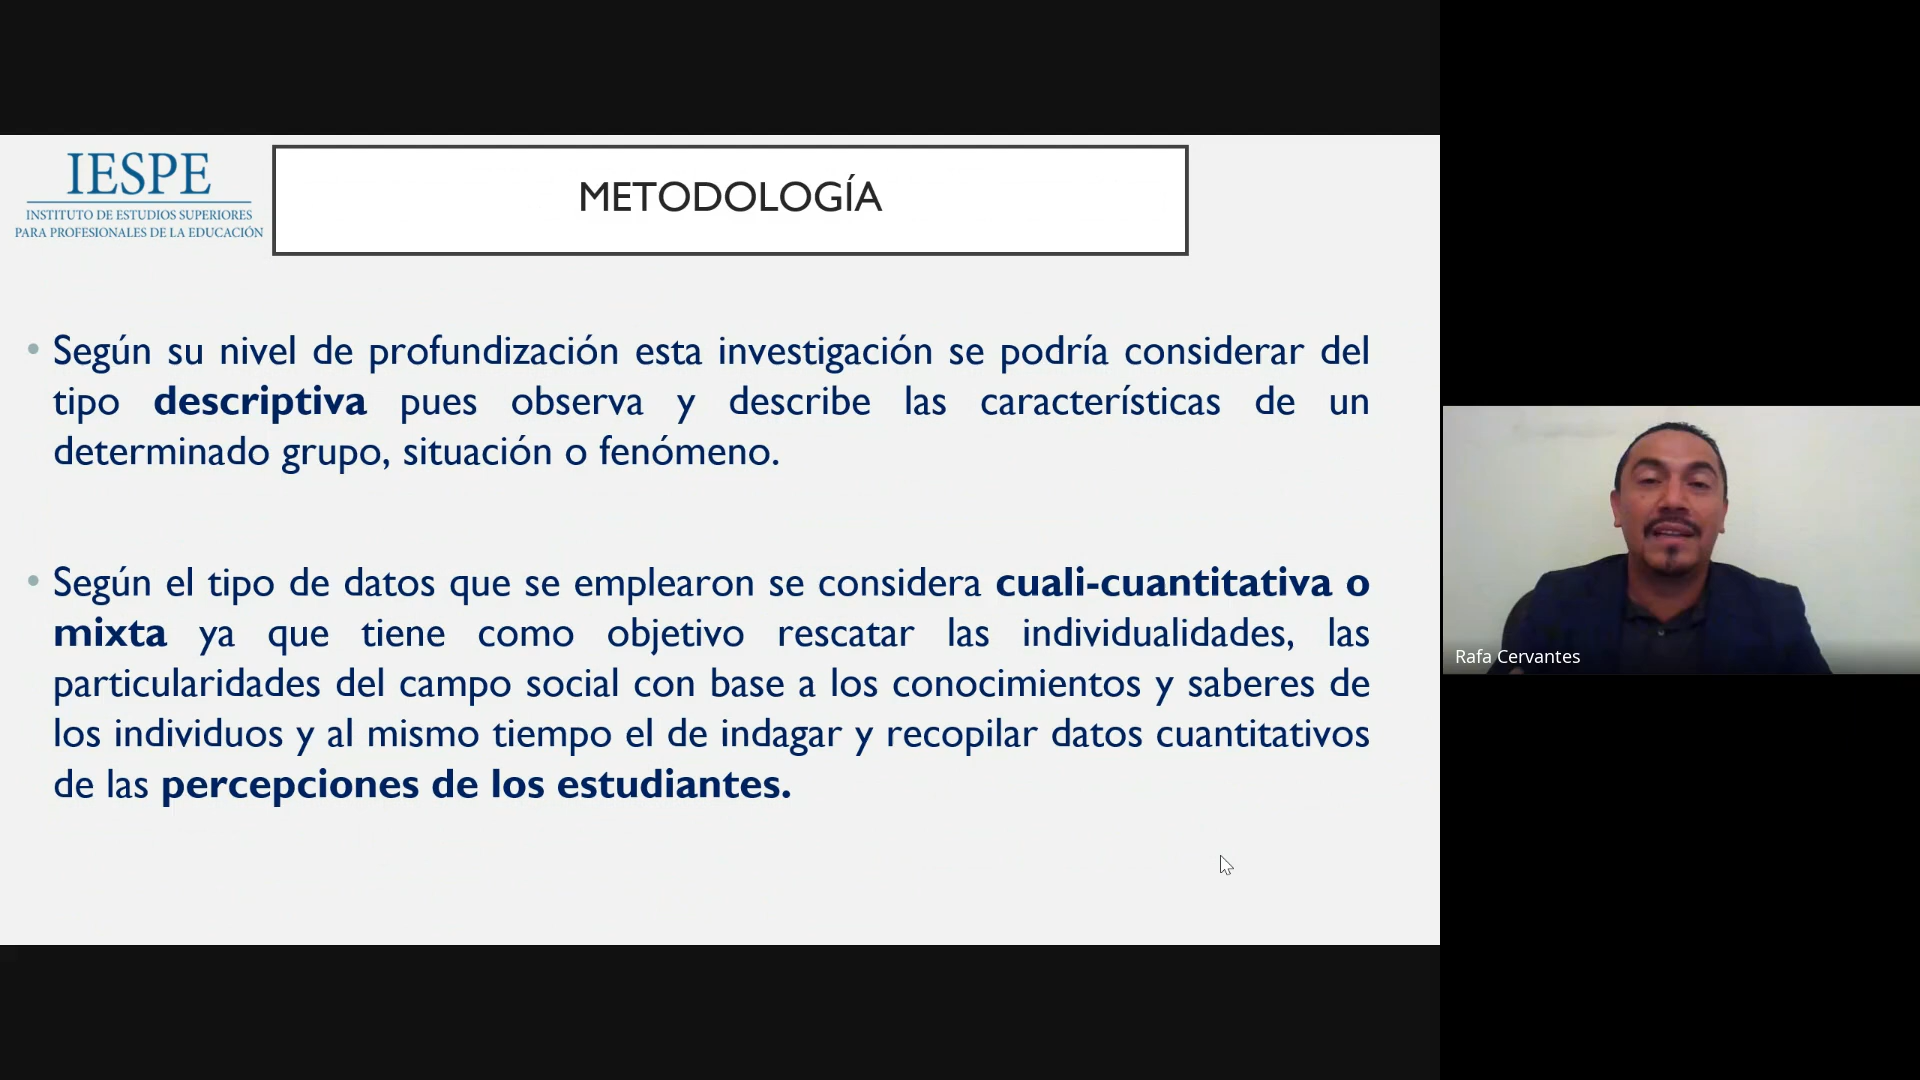 IESPE
INSTITUTO DE ESTUDIOS SUPERIORES
PARA PROFESIONALES DE LA EDUCACIÓN
METODOLOGÍA
• Según su nivel de profundización esta investigación se podría considerar del
tipo descriptiva pues observa y describe las características de un
determinado grupo, situación o fenómeno.
• Según el tipo de datos que se emplearon se considera cuali-cuantitativa o
mixta ya que tiene como objetivo rescatar las individualidades, las
particularidades del campo social con base a los conocimientos y saberes de
los individuos y al mismo tiempo el de indagar y recopilar datos cuantitativos
de las percepciones de los estudiantes.
Rafa Cervantes